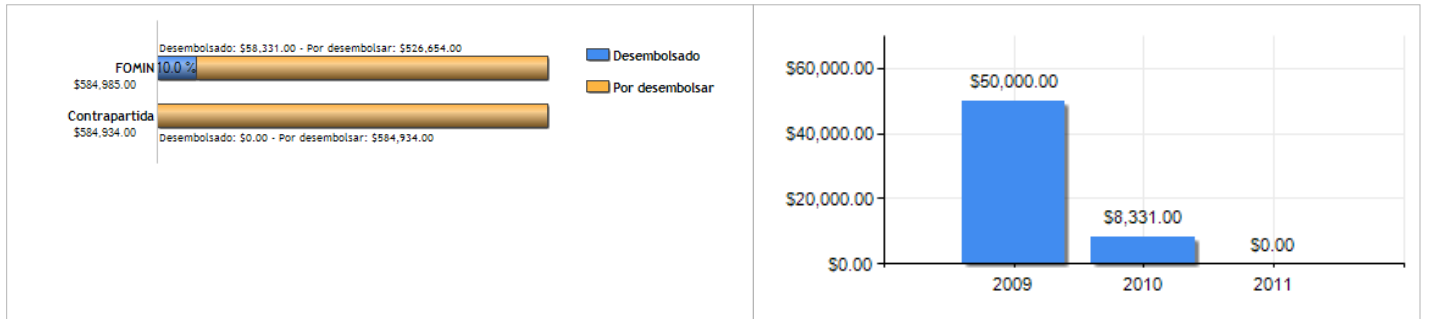 Desembolsado: $58,331.00 - Por desembolsar: $526,654.00
FOMIN 10.0 %
$584,985.00
Contrapartida
$584,934.00
Desembolsado: $0.00 - Por desembolsar: $584,934.00
Desembolsado
Por desembolsar
$60,000.00
$50,000.00
$40,000.00
$20,000.00
$8,331.00
$0.00
$0.00
2009 2010 2011